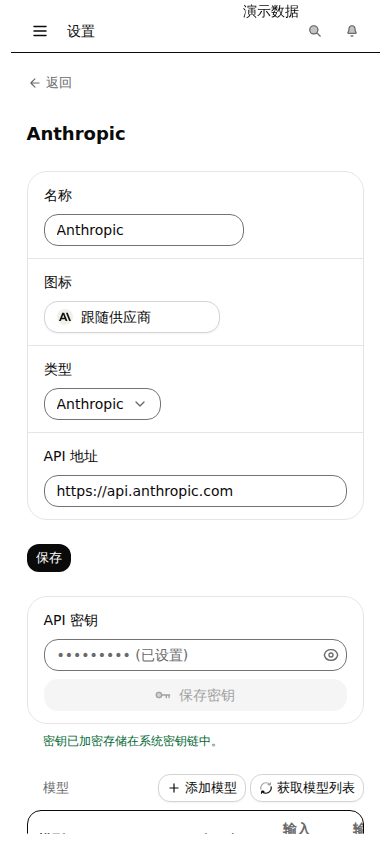 演示数据
设置
返回
Anthropic
名称
Anthropic
图标
跟随供应商
类型
Anthropic
API 地址
https://api.anthropic.com
保存
API 密钥
••••••••• (已设置)
保存密钥
密钥已加密存储在系统密钥链中。
模型
添加模型
获取模型列表
输入